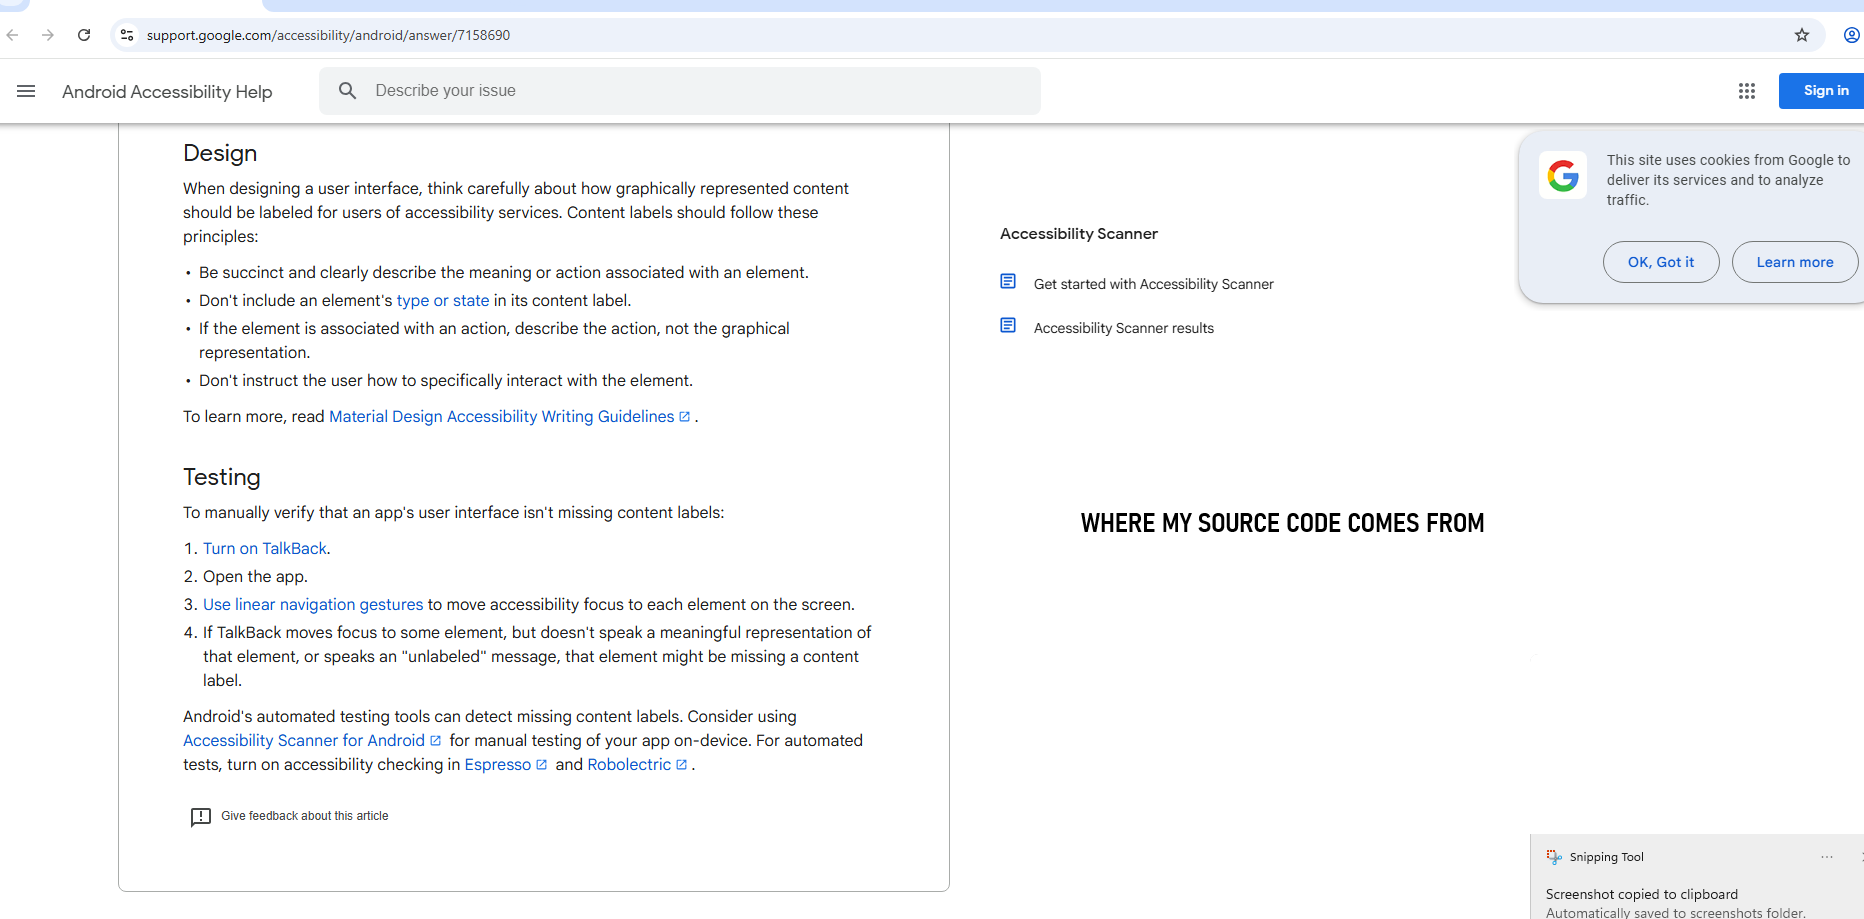 support.google.com/accessibility/android/answer/7158690
Android Accessibility Help
Describe your issue
Sign in
Design
When designing a user interface, think carefully about how graphically represented content
should be labeled for users of accessibility services. Content labels should follow these
principles:
• Be succinct and clearly describe the meaning or action associated with an element.
• Don't include an element's type or state in its content label.
• If the element is associated with an action, describe the action, not the graphical
representation.
• Don't instruct the user how to specifically interact with the element.
To learn more, read Material Design Accessibility Writing Guidelines .
Testing
To manually verify that an app's user interface isn't missing content labels:
1. Turn on TalkBack.
2. Open the app.
3. Use linear navigation gestures to move accessibility focus to each element on the screen.
4. If TalkBack moves focus to some element, but doesn't speak a meaningful representation of
that element, or speaks an "unlabeled" message, that element might be missing a content
label.
Android's automated testing tools can detect missing content labels. Consider using
Accessibility Scanner for Android for manual testing of your app on-device. For automated
tests, turn on accessibility checking in Espresso and Robolectric .
Give feedback about this article
Accessibility Scanner
Get started with Accessibility Scanner
Accessibility Scanner results
WHERE MY SOURCE CODE COMES FROM
This site uses cookies from Google to
deliver its services and to analyze
traffic.
OK, Got it
Learn more
Snipping Tool
Screenshot copied to clipboard
Automatically saved to screenshots folder.